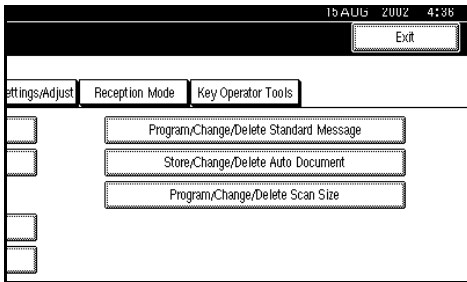 15 AUG 2002 4:36
Exit
ettings/Adjust Reception Mode Key Operator Tools
Program/Change/Delete Standard Message
Store/Change/Delete Auto Document
Program/Change/Delete Scan Size